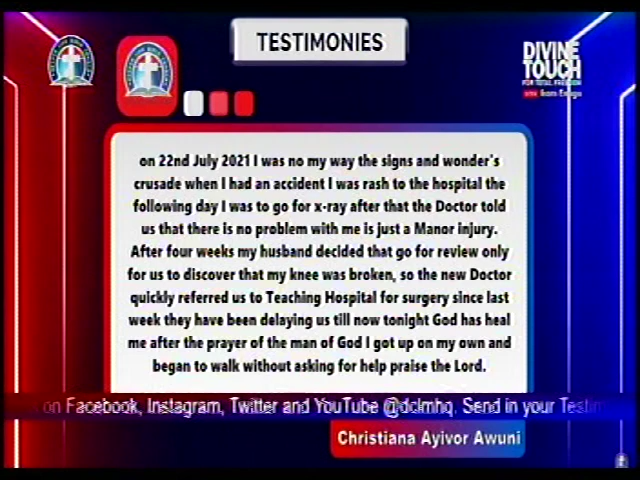 TESTIMONIES
DIVINE
TOUCH
FOR TOTAL FREEDOM
from Enugu
on 22nd July 2021 I was no my way the signs and wonder's
crusade when I had an accident I was rash to the hospital the
following day I was to go for x-ray after that the Doctor told
us that there is no problem with me is just a Manor injury.
After four weeks my husband decided that go for review only
for us to discover that my knee was broken, so the new Doctor
quickly referred us to Teaching Hospital for surgery since last
week they have been delaying us till now tonight God has heal
me after the prayer of the man of God I got up on my own and
began to walk without asking for help praise the Lord.
on Facebook, Instagram, Twitter and YouTube @dclmhq. Send in your
Christiana Ayivor Awuni